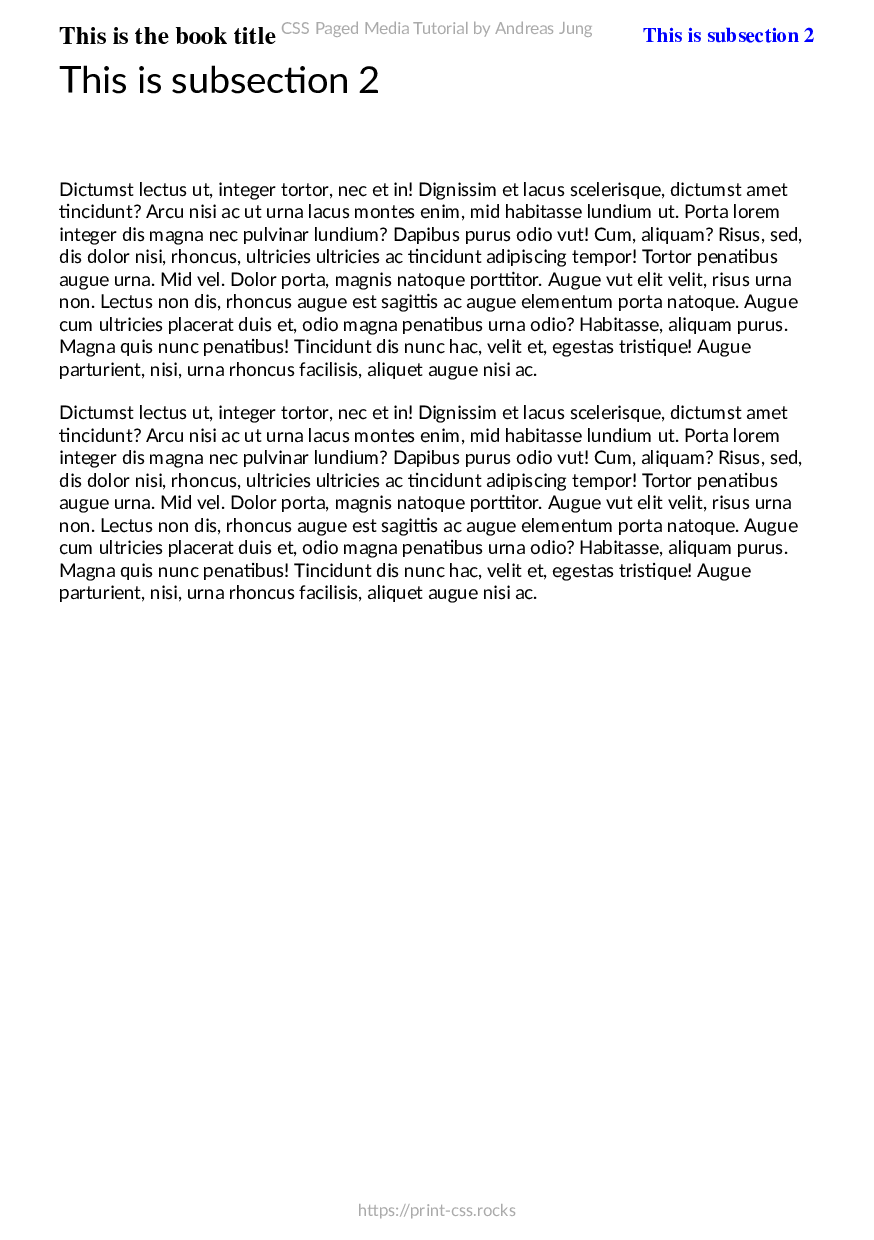 This is the book title CSS Paged Media Tutorial by Andreas Jung This is subsection 2
This is subsection 2
Dictumst lectus ut, integer tortor, nec et in! Dignissim et lacus scelerisque, dictumst amet
tincidunt? Arcu nisi ac ut urna lacus montes enim, mid habitasse lundium ut. Porta lorem
integer dis magna nec pulvinar lundium? Dapibus purus odio vut! Cum, aliquam? Risus, sed,
dis dolor nisi, rhoncus, ultricies ultricies ac tincidunt adipiscing tempor! Tortor penatibus
augue urna. Mid vel. Dolor porta, magnis natoque porttitor. Augue vut elit velit, risus urna
non. Lectus non dis, rhoncus augue est sagittis ac augue elementum porta natoque. Augue
cum ultricies placerat duis et, odio magna penatibus urna odio? Habitasse, aliquam purus.
Magna quis nunc penatibus! Tincidunt dis nunc hac, velit et, egestas tristique! Augue
parturient, nisi, urna rhoncus facilisis, aliquet augue nisi ac.
Dictumst lectus ut, integer tortor, nec et in! Dignissim et lacus scelerisque, dictumst amet
tincidunt? Arcu nisi ac ut urna lacus montes enim, mid habitasse lundium ut. Porta lorem
integer dis magna nec pulvinar lundium? Dapibus purus odio vut! Cum, aliquam? Risus, sed,
dis dolor nisi, rhoncus, ultricies ultricies ac tincidunt adipiscing tempor! Tortor penatibus
augue urna. Mid vel. Dolor porta, magnis natoque porttitor. Augue vut elit velit, risus urna
non. Lectus non dis, rhoncus augue est sagittis ac augue elementum porta natoque. Augue
cum ultricies placerat duis et, odio magna penatibus urna odio? Habitasse, aliquam purus.
Magna quis nunc penatibus! Tincidunt dis nunc hac, velit et, egestas tristique! Augue
parturient, nisi, urna rhoncus facilisis, aliquet augue nisi ac.
https://print-css.rocks